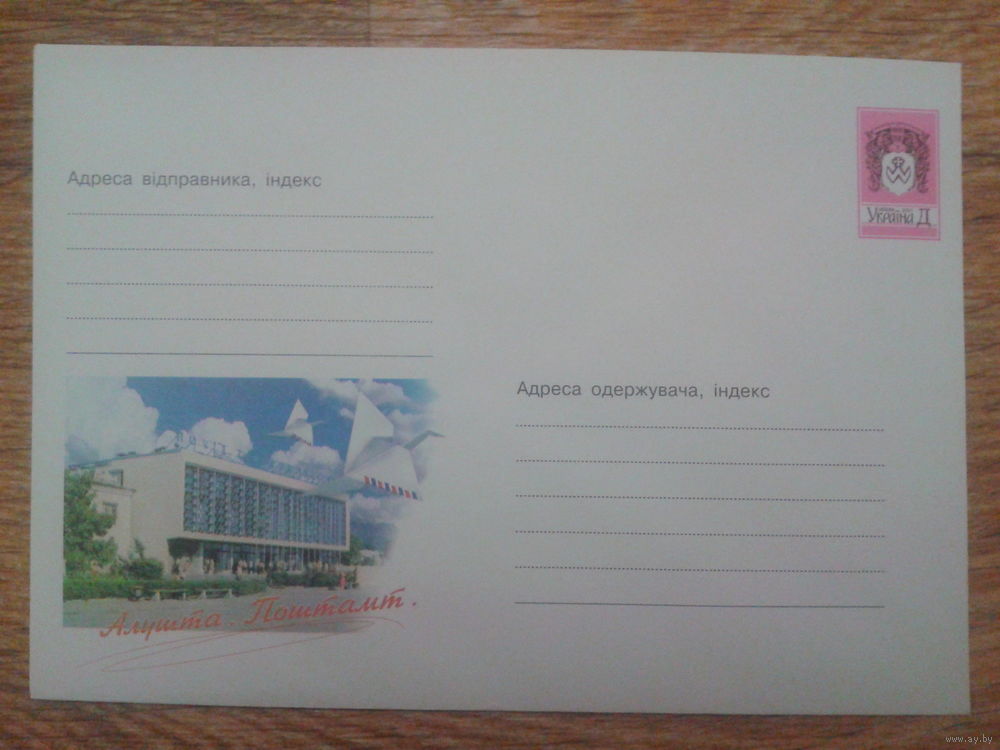 Адреса відправника, індекс
Україна Д
Адреса одержувача, індекс
Алушта. Поштамт.
www.ay.by